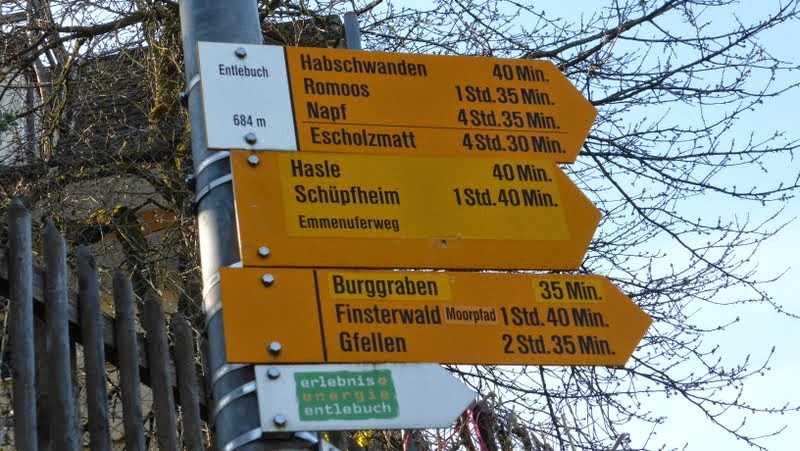 Entlebuch
684 m
Habschwanden 40 Min.
Romoos 1 Std. 35 Min.
Napf 4 Std. 35 Min.
Escholzmatt 4 Std. 30 Min.
Hasle 40 Min.
Schüpfheim 1 Std. 40 Min.
Emmenuferweg
Burggraben 35 Min.
Finsterwald Moorpfad 1 Std. 40 Min.
Gfellen 2 Std. 35 Min.
erlebnis
energie
entlebuch